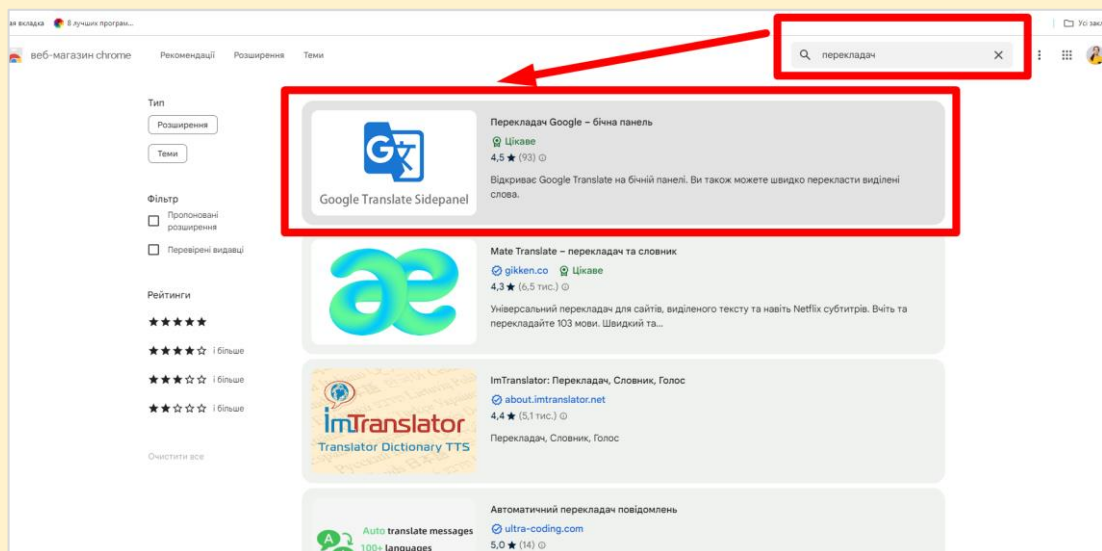 ая вкладка
8 лучших програм...
Усі закл
веб-магазин chrome
Рекомендації
Розширення
Теми
перекладач
Тип
Розширення
Теми
Фільтр
Пропоновані
розширення
Перевірені видавці
Рейтинги
і більше
і більше
і більше
Очистити все
Google Translate Sidepanel
Перекладач Google – бічна панель
Цікаве
4,5 ★ (93)
Відкриває Google Translate на бічній панелі. Ви також можете швидко перекласти виділені
слова.
Mate Translate – перекладач та словник
gikken.co Цікаве
4,3 ★ (6,5 тис.)
Універсальний перекладач для сайтів, виділеного тексту та навіть Netflix субтитрів. Вчіть та
перекладайте 103 мови. Швидкий та...
imTranslator
Translator Dictionary TTS
ImTranslator: Перекладач, Словник, Голос
about.imtranslator.net
4,4 ★ (5,1 тис.)
Перекладач, Словник, Голос
Auto translate messages
100+ languages
Автоматичний перекладач повідомлень
ultra-coding.com
5,0 ★ (14)